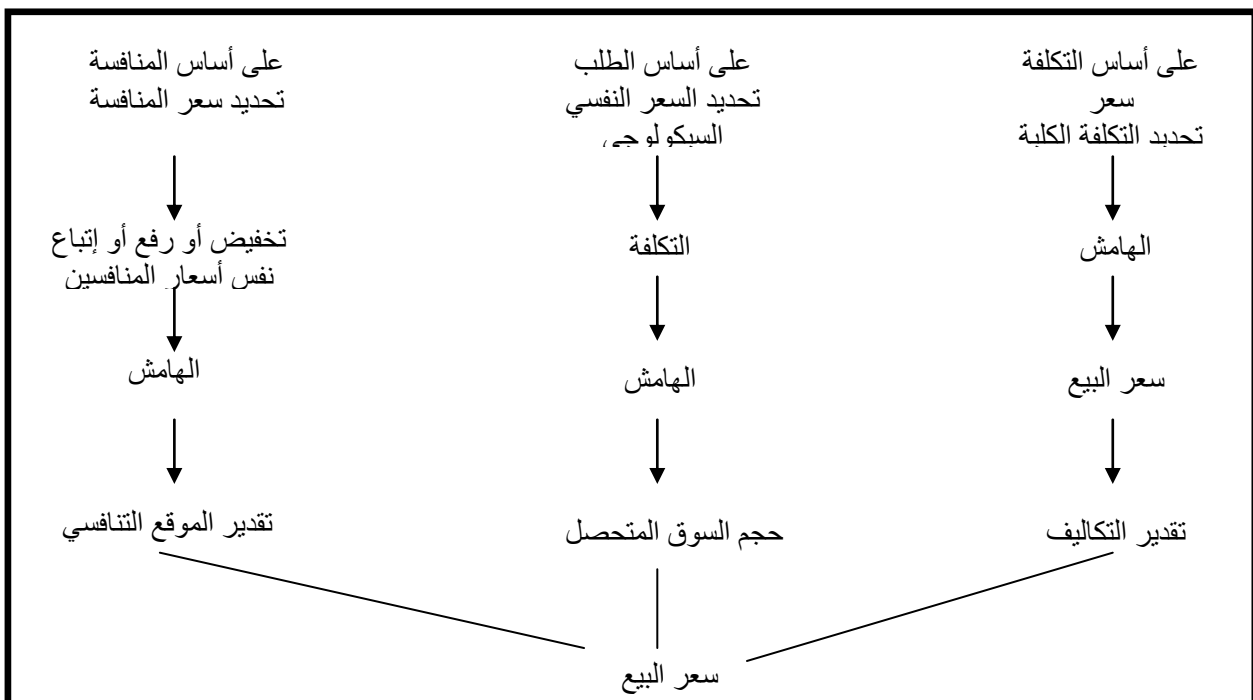 على أساس التكلفة
سعر
تحديد التكلفة الكلية
الهامش
سعر البيع
تقدير التكاليف
على أساس الطلب
تحديد السعر النفسي
السيكولوجي
التكلفة
الهامش
حجم السوق المتحصل
على أساس المنافسة
تحديد سعر المنافسة
تخفيض أو رفع أو إتباع
نفس أسعار المنافسين
الهامش
تقدير الموقع التنافسي
سعر البيع